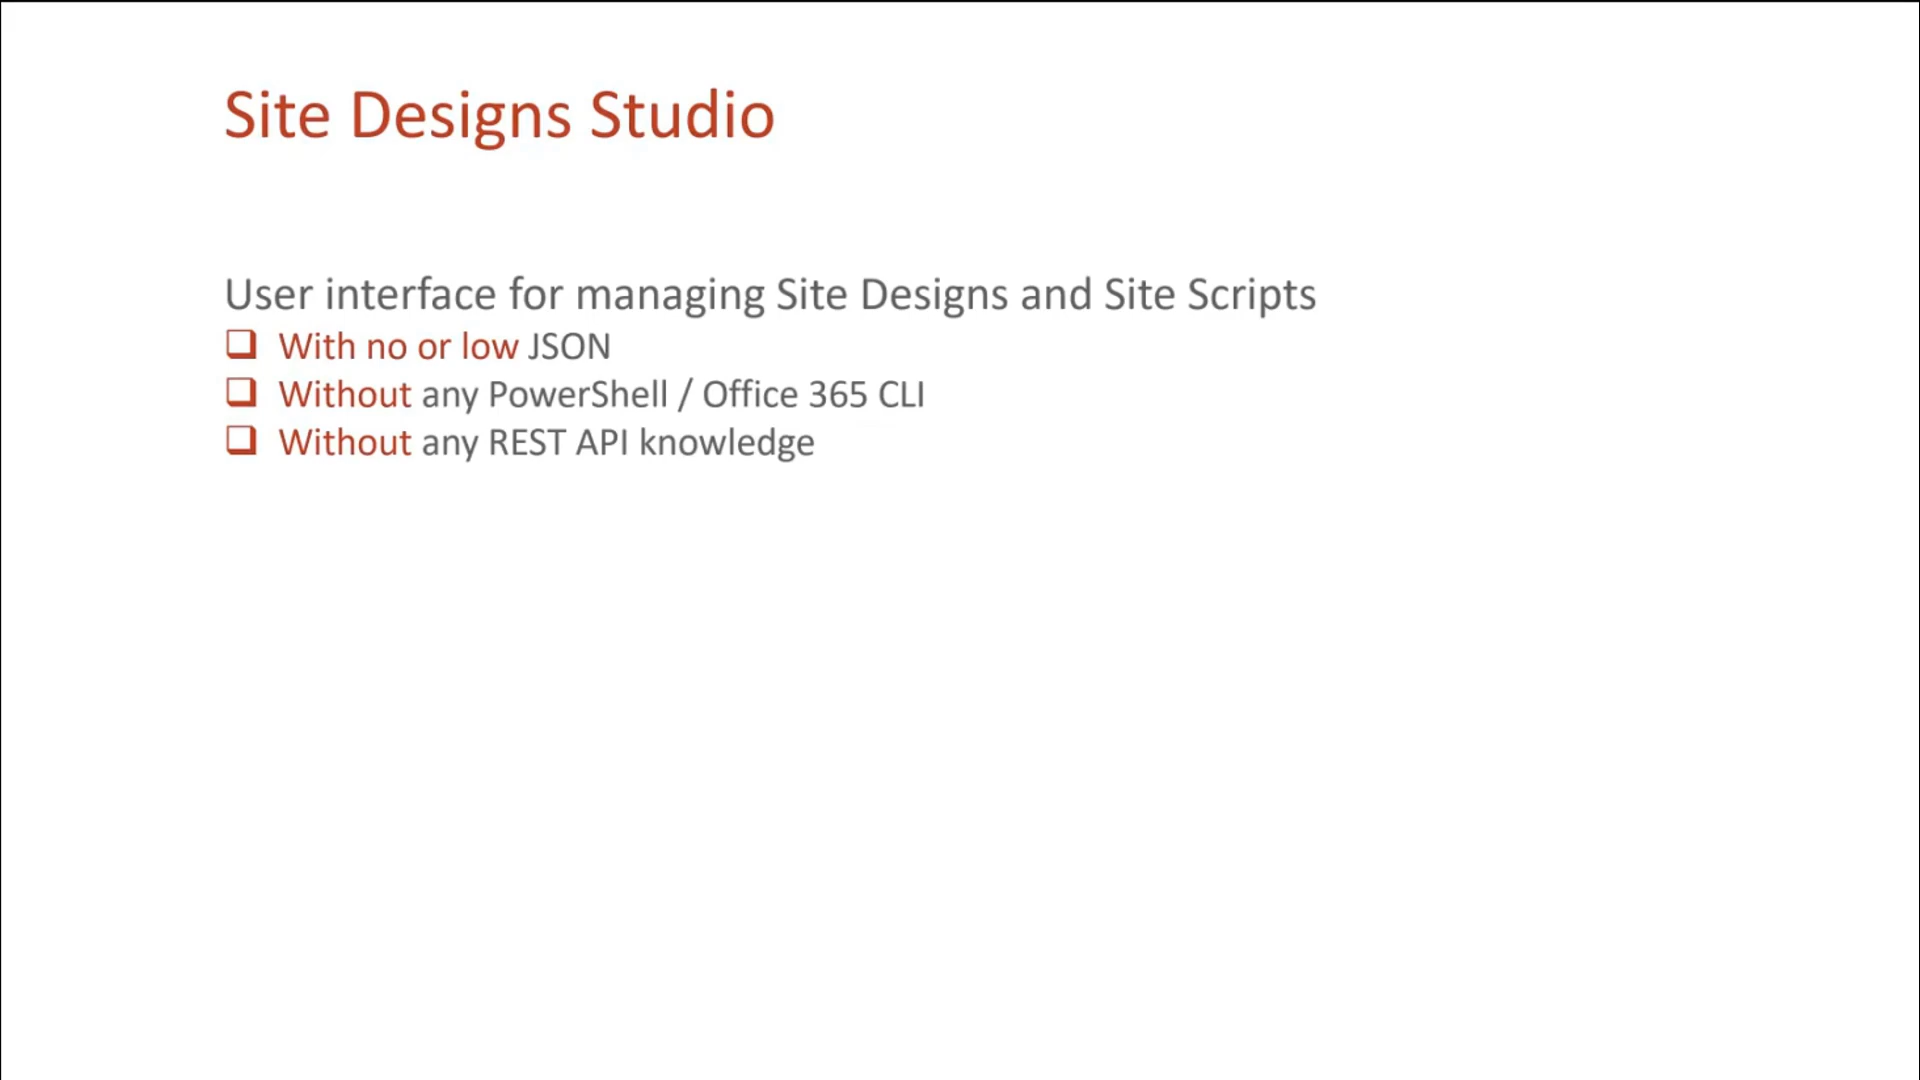 Site Designs Studio
User interface for managing Site Designs and Site Scripts
With no or low JSON
Without any PowerShell / Office 365 CLI
Without any REST API knowledge